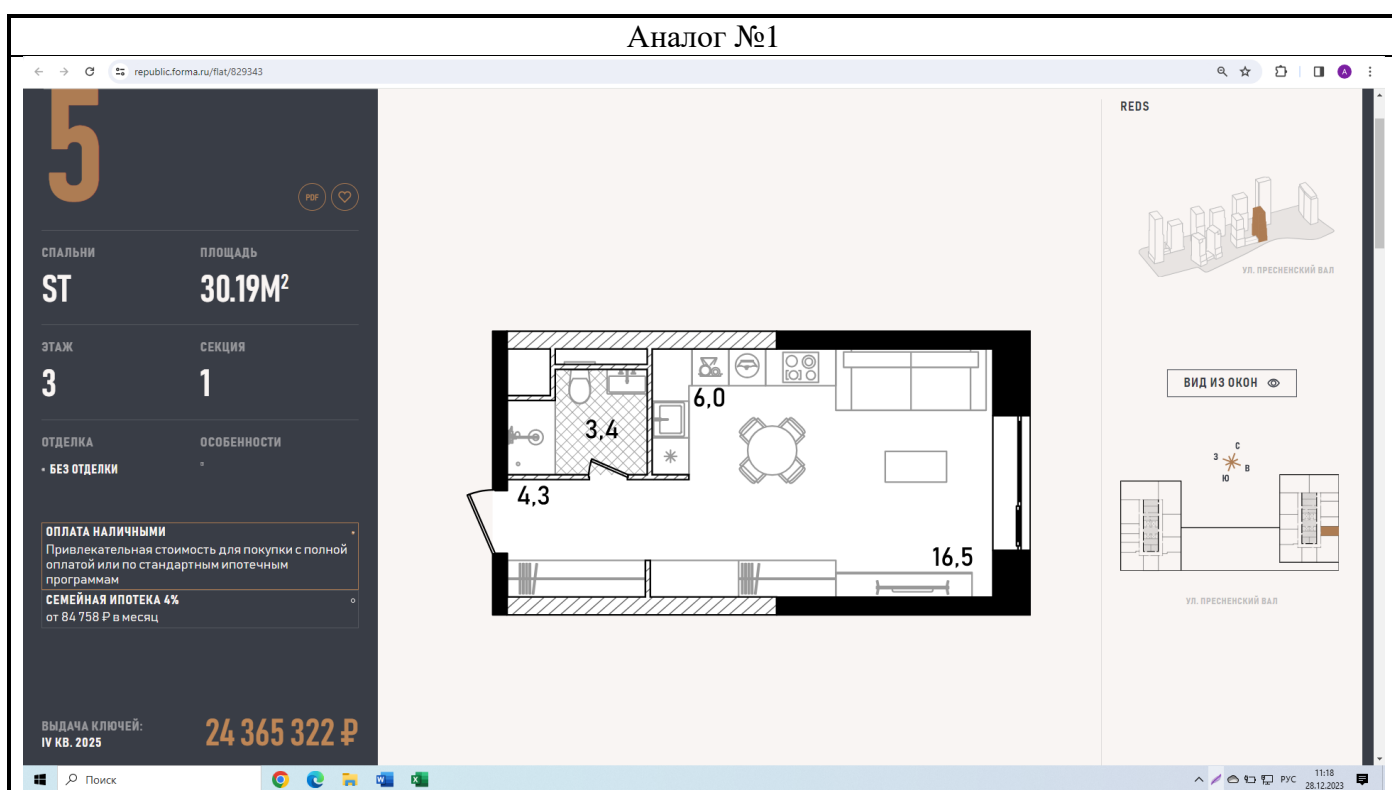 Аналог №1
republic.forma.ru/flat/829343
А
5
PDF
СПАЛЬНИ
ПЛОЩАДЬ
ST
30.19М²
ЭТАЖ
СЕКЦИЯ
3
1
ОТДЕЛКА
ОСОБЕННОСТИ
• БЕЗ ОТДЕЛКИ
ОПЛАТА НАЛИЧНЫМИ
Привлекательная стоимость для покупки с полной
оплатой или по стандартным ипотечным
программам
СЕМЕЙНАЯ ИПОТЕКА 4%
от 84 758 ₽ в месяц
ВЫДАЧА КЛЮЧЕЙ:
IV КВ. 2025
24 365 322 ₽
6,0
3,4
4,3
16,5
REDS
УЛ. ПРЕСНЕНСКИЙ ВАЛ
ВИД ИЗ ОКОН
С
З
В
Ю
УЛ. ПРЕСНЕНСКИЙ ВАЛ
Поиск
РУС
11:18
28.12.2023